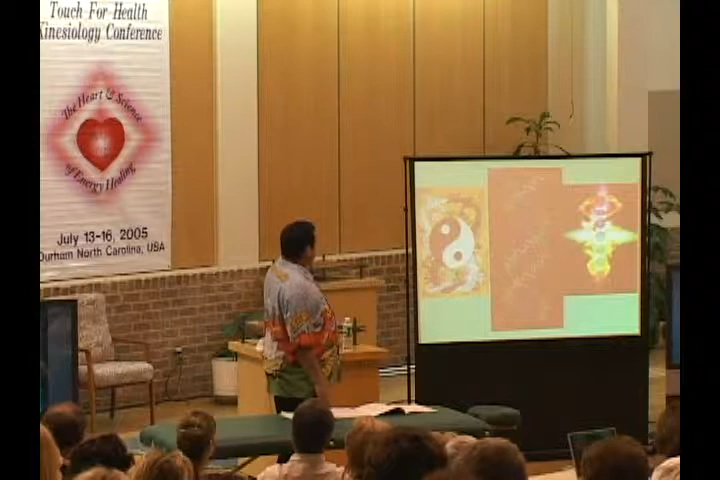 Touch For Health
Kinesiology Conference
The Heart & Science
of Energy Healing
July 13-16, 2005
Durham North Carolina, USA